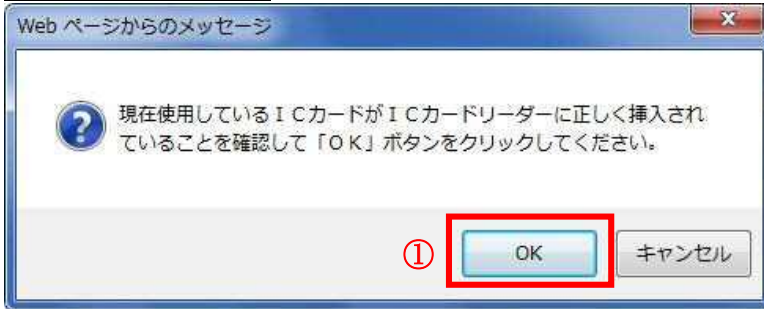 Web ページからのメッセージ
現在使用しているＩＣカードがＩＣカードリーダーに正しく挿入され
ていることを確認して「ＯＫ」ボタンをクリックしてください。
① OK キャンセル